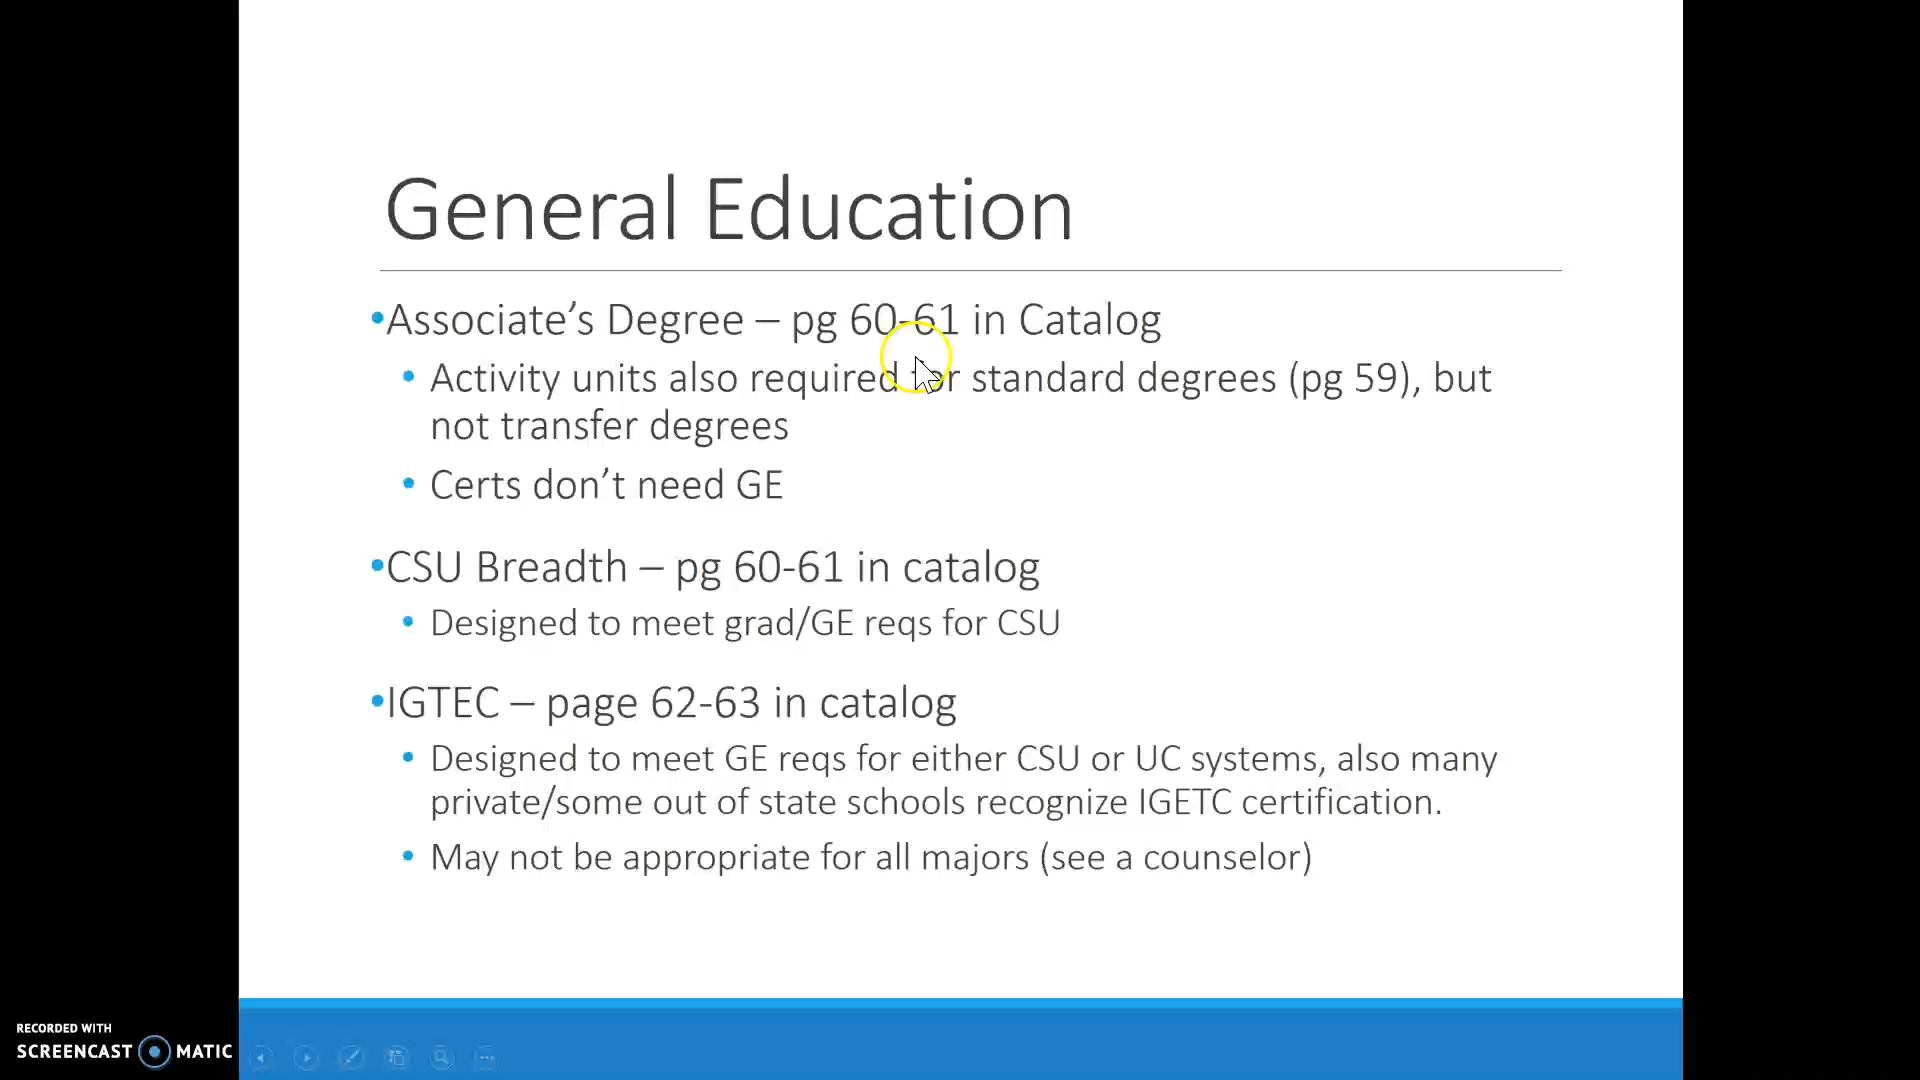 General Education
•Associate’s Degree – pg 60-61 in Catalog
• Activity units also required for standard degrees (pg 59), but
not transfer degrees
• Certs don’t need GE
•CSU Breadth – pg 60-61 in catalog
• Designed to meet grad/GE reqs for CSU
•IGTEC – page 62-63 in catalog
• Designed to meet GE reqs for either CSU or UC systems, also many
private/some out of state schools recognize IGETC certification.
• May not be appropriate for all majors (see a counselor)
RECORDED WITH
SCREENCAST MATIC